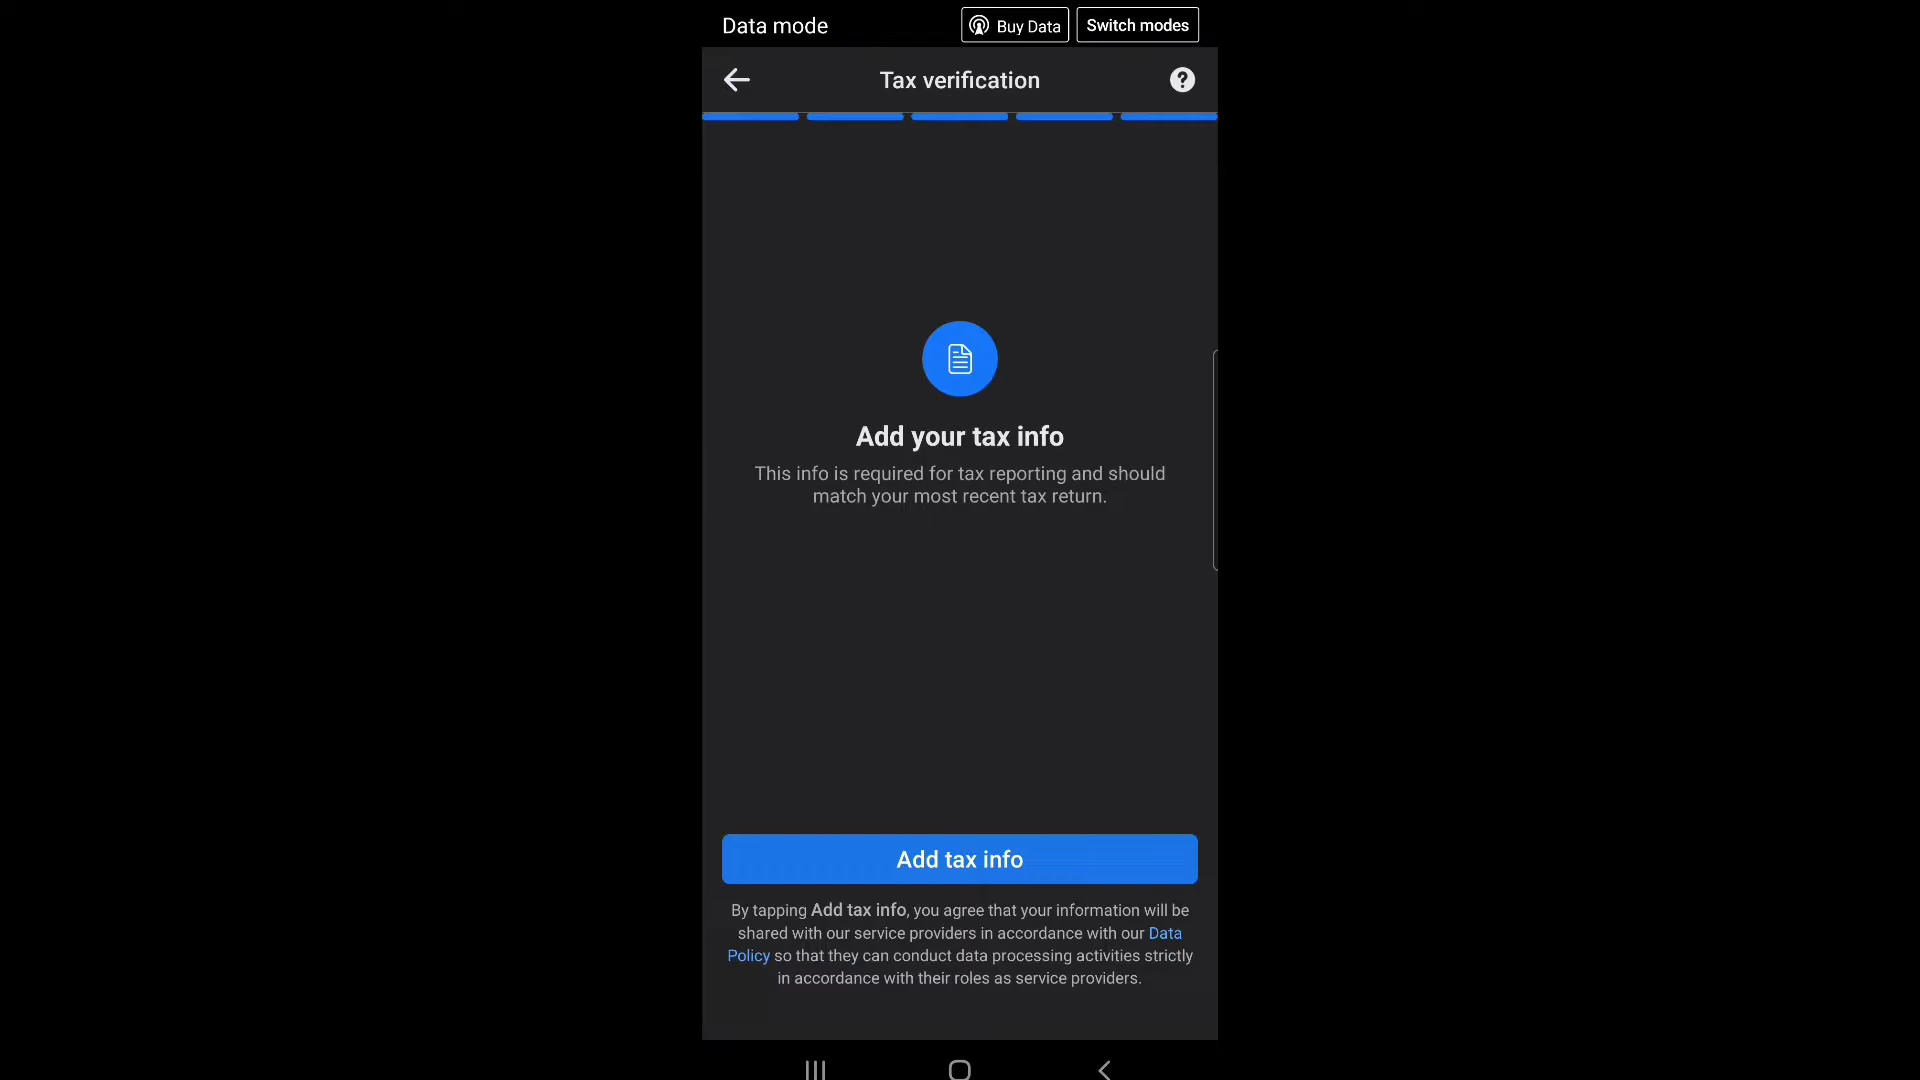 Data mode
Buy Data
Switch modes
Tax verification
Add your tax info
This info is required for tax reporting and should
match your most recent tax return.
Add tax info
By tapping Add tax info, you agree that your information will be
shared with our service providers in accordance with our Data
Policy so that they can conduct data processing activities strictly
in accordance with their roles as service providers.